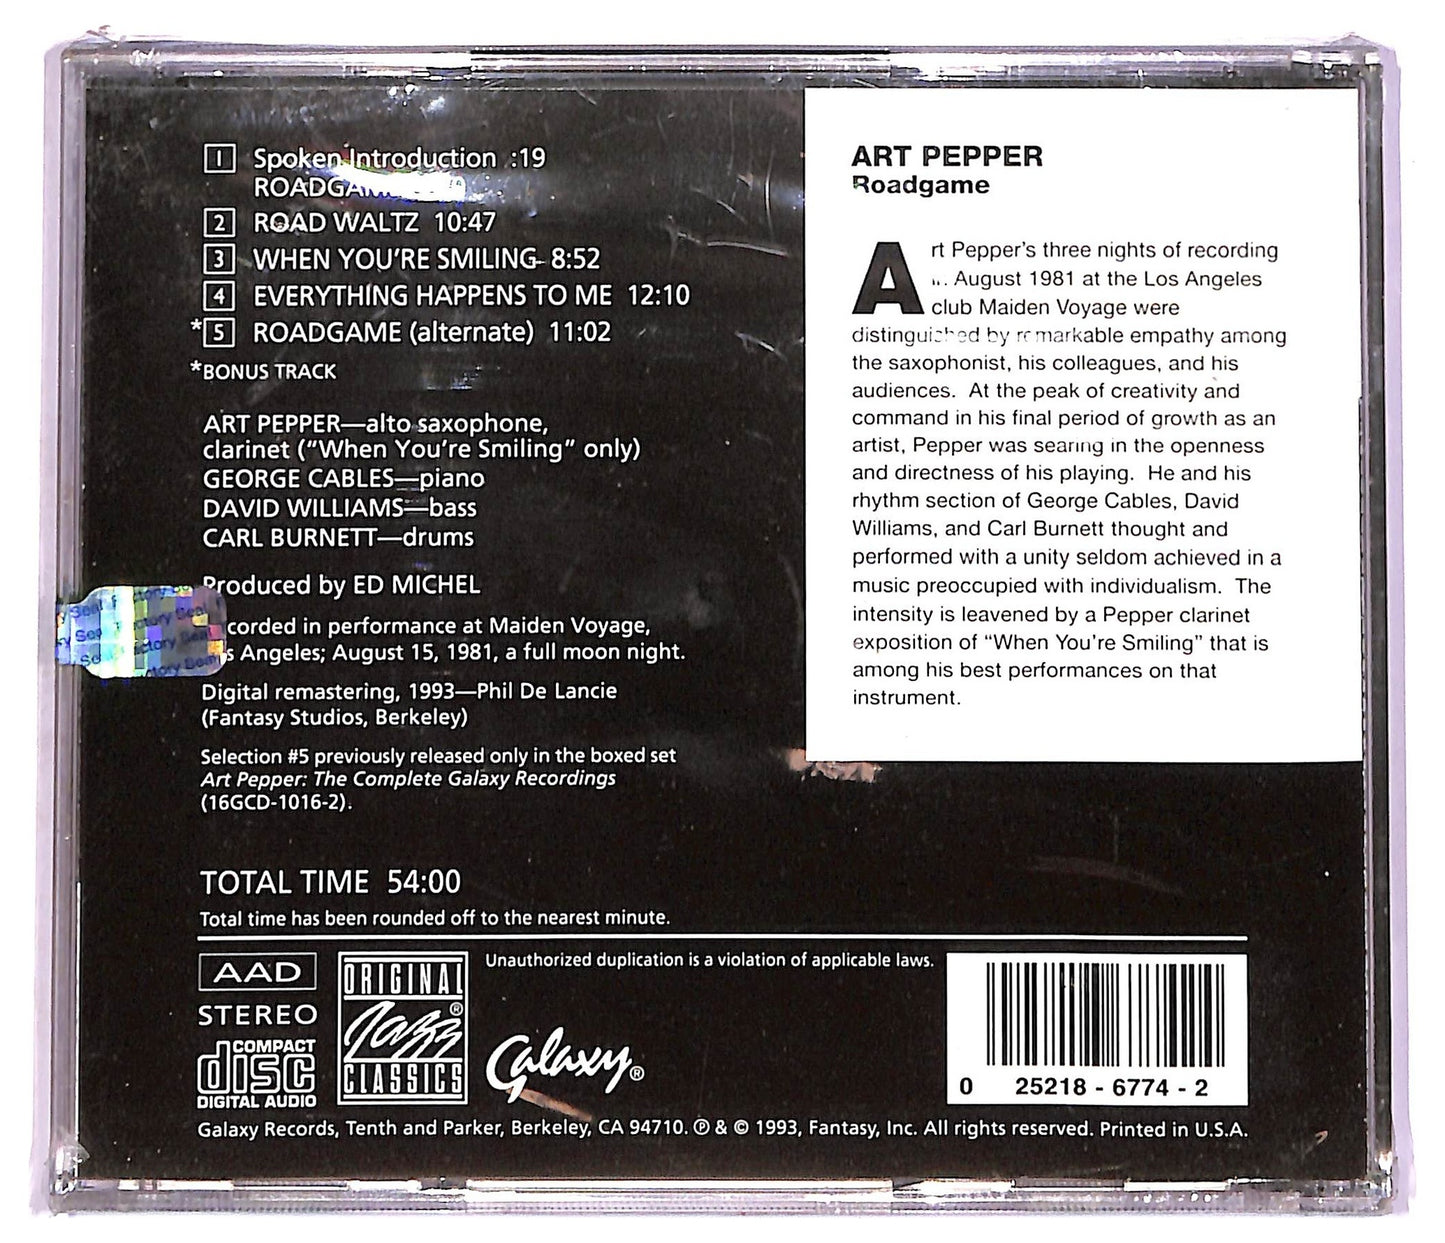 1 Spoken Introduction :19
ROADGAME
2 ROAD WALTZ 10:47
3 WHEN YOU'RE SMILING 8:52
4 EVERYTHING HAPPENS TO ME 12:10
*5 ROADGAME (alternate) 11:02
*BONUS TRACK
ART PEPPER—alto saxophone,
clarinet ("When You're Smiling" only)
GEORGE CABLES—piano
DAVID WILLIAMS—bass
CARL BURNETT—drums
Produced by ED MICHEL
corded in performance at Maiden Voyage,
s Angeles; August 15, 1981, a full moon night.
Digital remastering, 1993—Phil De Lancie
(Fantasy Studios, Berkeley)
Selection #5 previously released only in the boxed set
Art Pepper: The Complete Galaxy Recordings
(16GCD-1016-2).
TOTAL TIME 54:00
Total time has been rounded off to the nearest minute.
ART PEPPER
Roadgame
Art Pepper's three nights of recording
August 1981 at the Los Angeles
club Maiden Voyage were
distinguished by remarkable empathy among
the saxophonist, his colleagues, and his
audiences. At the peak of creativity and
command in his final period of growth as an
artist, Pepper was searing in the openness
and directness of his playing. He and his
rhythm section of George Cables, David
Williams, and Carl Burnett thought and
performed with a unity seldom achieved in a
music preoccupied with individualism. The
intensity is leavened by a Pepper clarinet
exposition of "When You're Smiling" that is
among his best performances on that
instrument.
Factory Seal
AAD
STEREO
COMPACT
disc
DIGITAL AUDIO
ORIGINAL
Jazz®
CLASSICS
Unauthorized duplication is a violation of applicable laws.
Galaxy®
0 25218 - 6774 - 2
Galaxy Records, Tenth and Parker, Berkeley, CA 94710. ℗ & © 1993, Fantasy, Inc. All rights reserved. Printed in U.S.A.